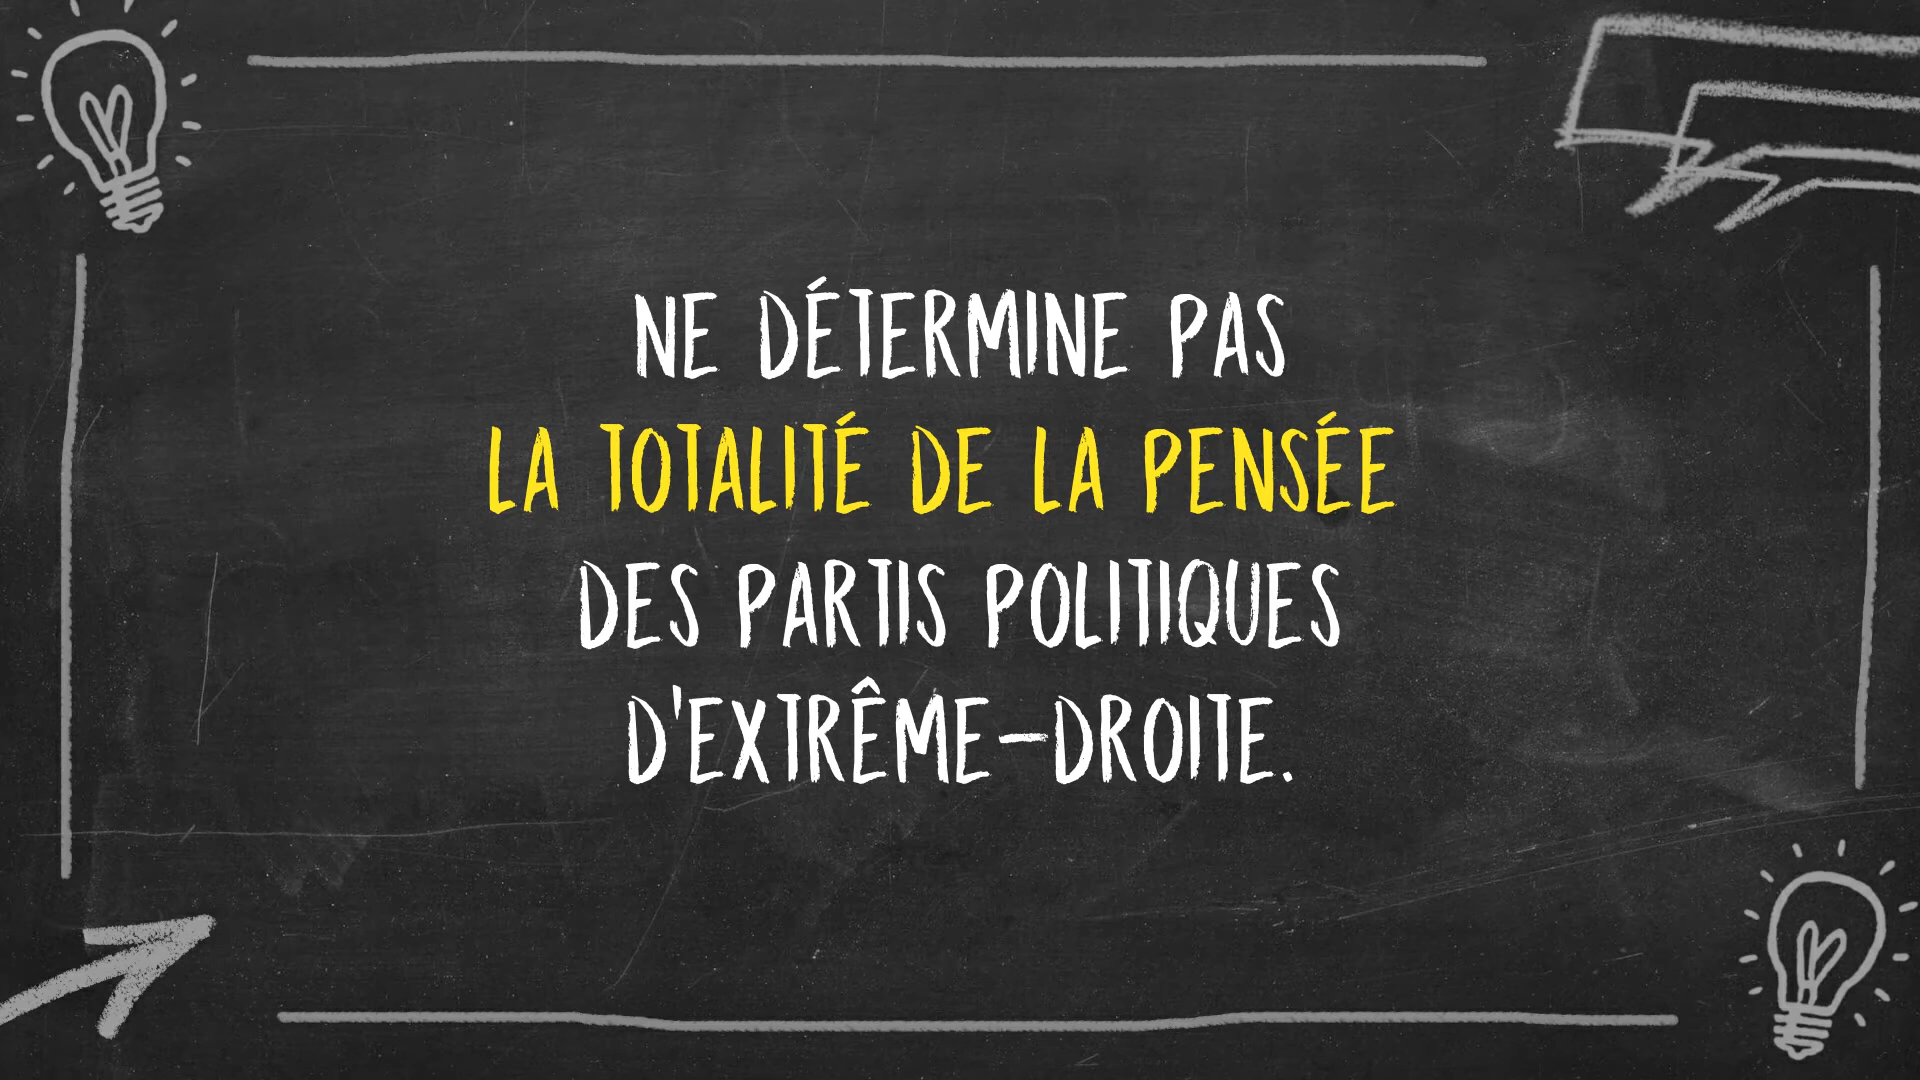 NE DÉTERMINE PAS
LA TOTALITÉ DE LA PENSÉE
DES PARTIS POLITIQUES
D'EXTRÊME-DROITE.